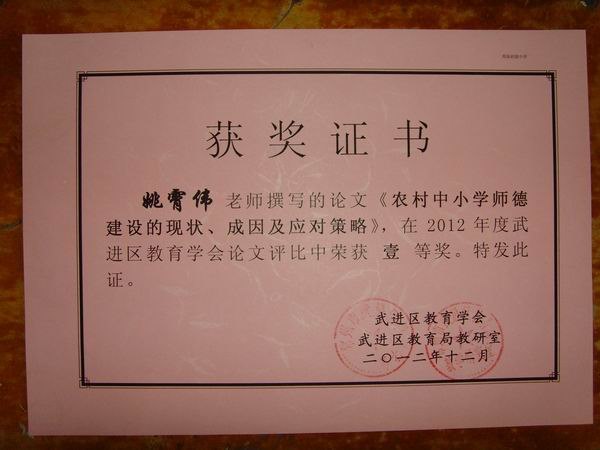 获奖证书
姚霄伟 老师撰写的论文《农村中小学师德
建设的现状、成因及应对策略》，在 2012 年度武
进区教育学会论文评比中荣获 壹 等奖。特发此
证。
武进区教育学会
武进区教育局教研室
二〇一二年十二月